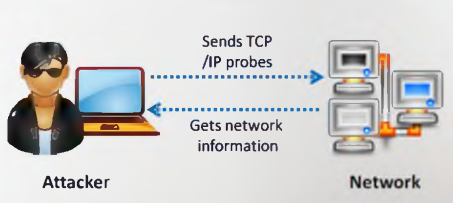 Sends TCP
/IP probes
Gets network
information
Attacker
Network